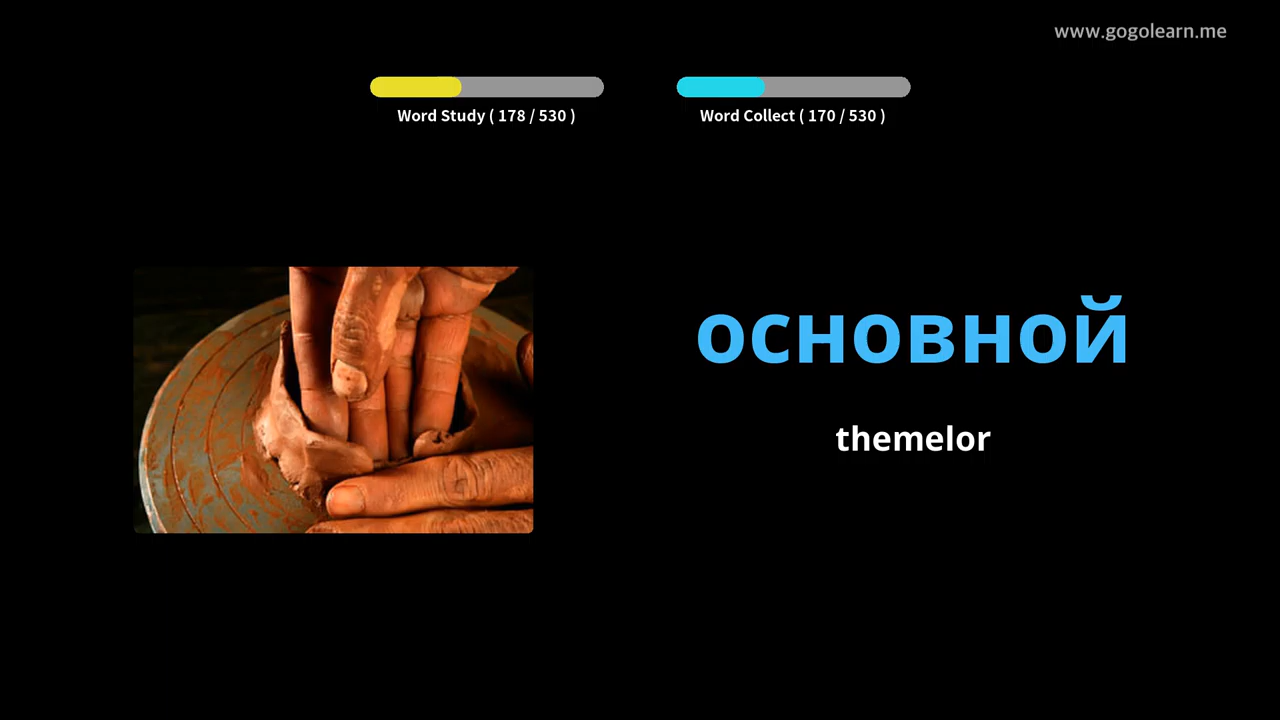 www.gogolearn.me
Word Study ( 178 / 530 )
Word Collect ( 170 / 530 )
основной
themelor